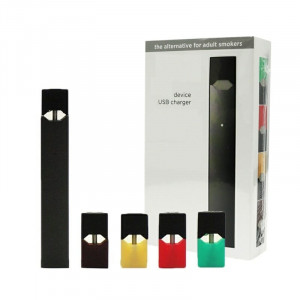 the alternative for adult smokers
device
USB charger